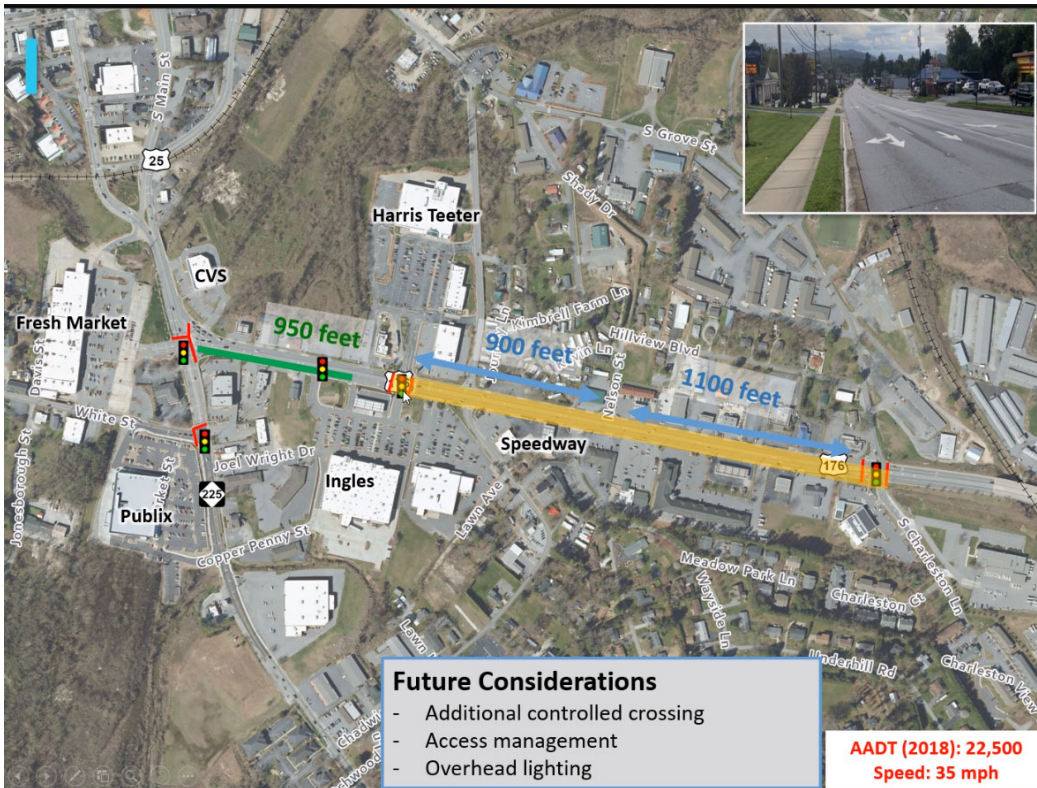 S Main St
25
S Grove St
Harris Teeter
Shady Dr
CVS
Fresh Market
Davis St
950 feet
Kimbrell Farm Ln
900 feet
Hillview Blvd
Nelson St
1100 feet
White St
Jonesborough St
Joel Wright Dr
Speedway
176
225
Ingles
Publix
Lawn Ave
Copper Penny St
S Charleston Ln
Meadow Park Ln
Wayside Ln
Charleston Ct
Underhill Rd
Charleston View
Future Considerations
- Additional controlled crossing
- Access management
- Overhead lighting
AADT (2018): 22,500
Speed: 35 mph